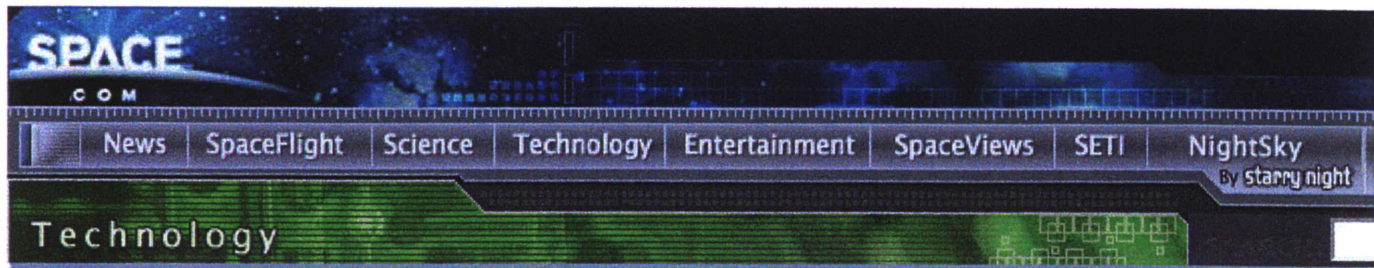 SPACE
.COM
News SpaceFlight Science Technology Entertainment SpaceViews SETI NightSky
By starry night
Technology